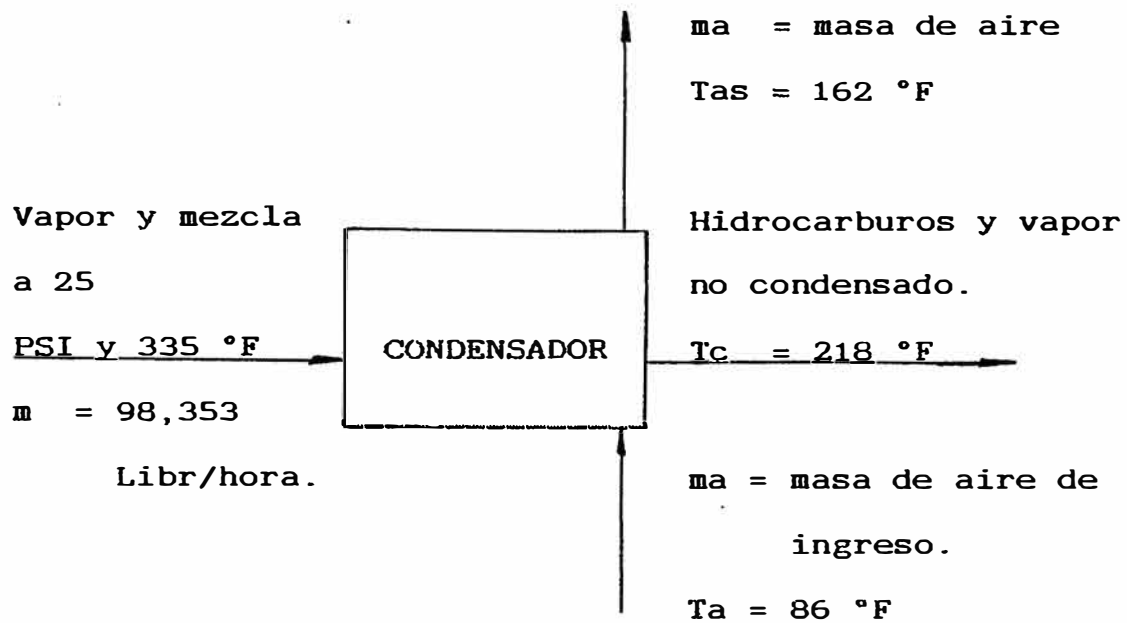 ma = masa de aire
Tas = 162 °F
Vapor y mezcla
a 25
PSI y 335 °F
m = 98,353
Libr/hora.
CONDENSADOR
Hidrocarburos y vapor
no condensado.
Tc = 218 °F
ma = masa de aire de
ingreso.
Ta = 86 °F